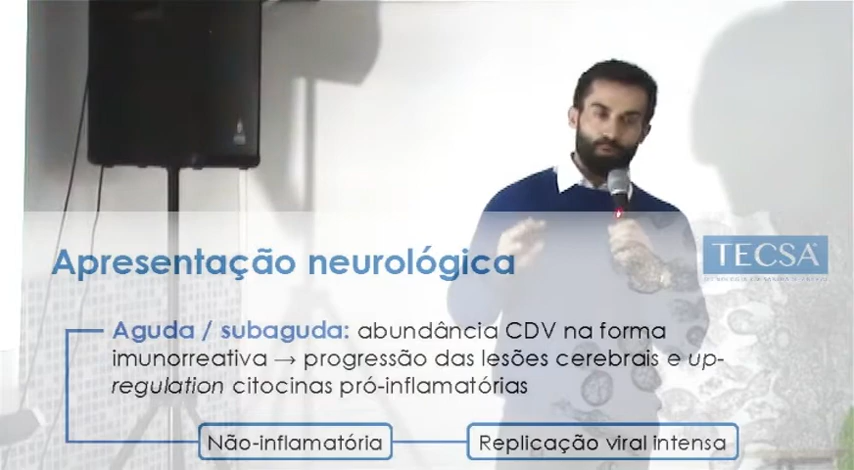 Apresentação neurológica
TECSA
Aguda / subaguda: abundância CDV na forma
imunorreativa → progressão das lesões cerebrais e up-
regulation citocinas pró-inflamatórias
Não-inflamatória
Replicação viral intensa